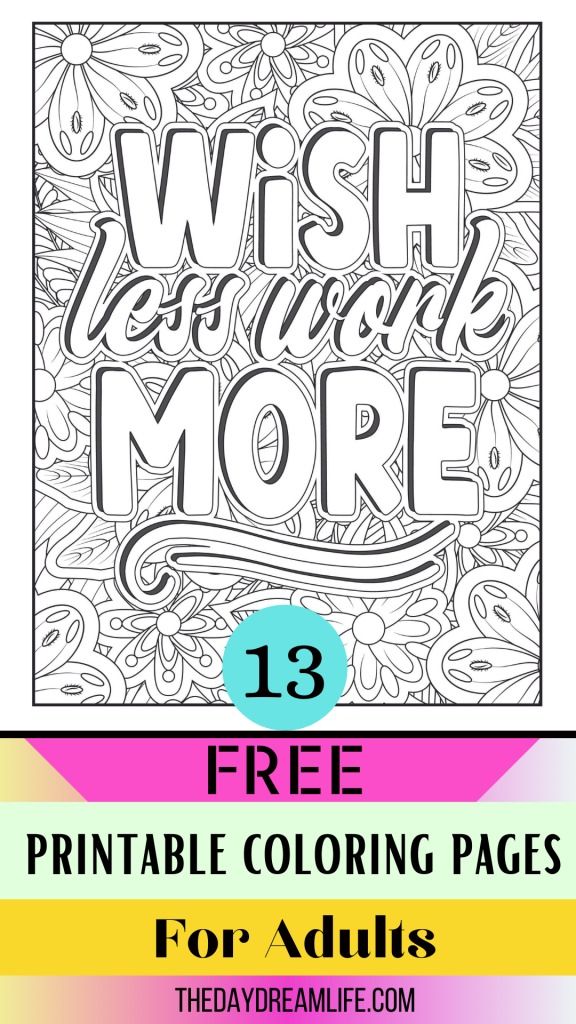 WiSH
less work
MORE
13
FREE
PRINTABLE COLORING PAGES
For Adults
THEDAYDREAMLIFE.COM